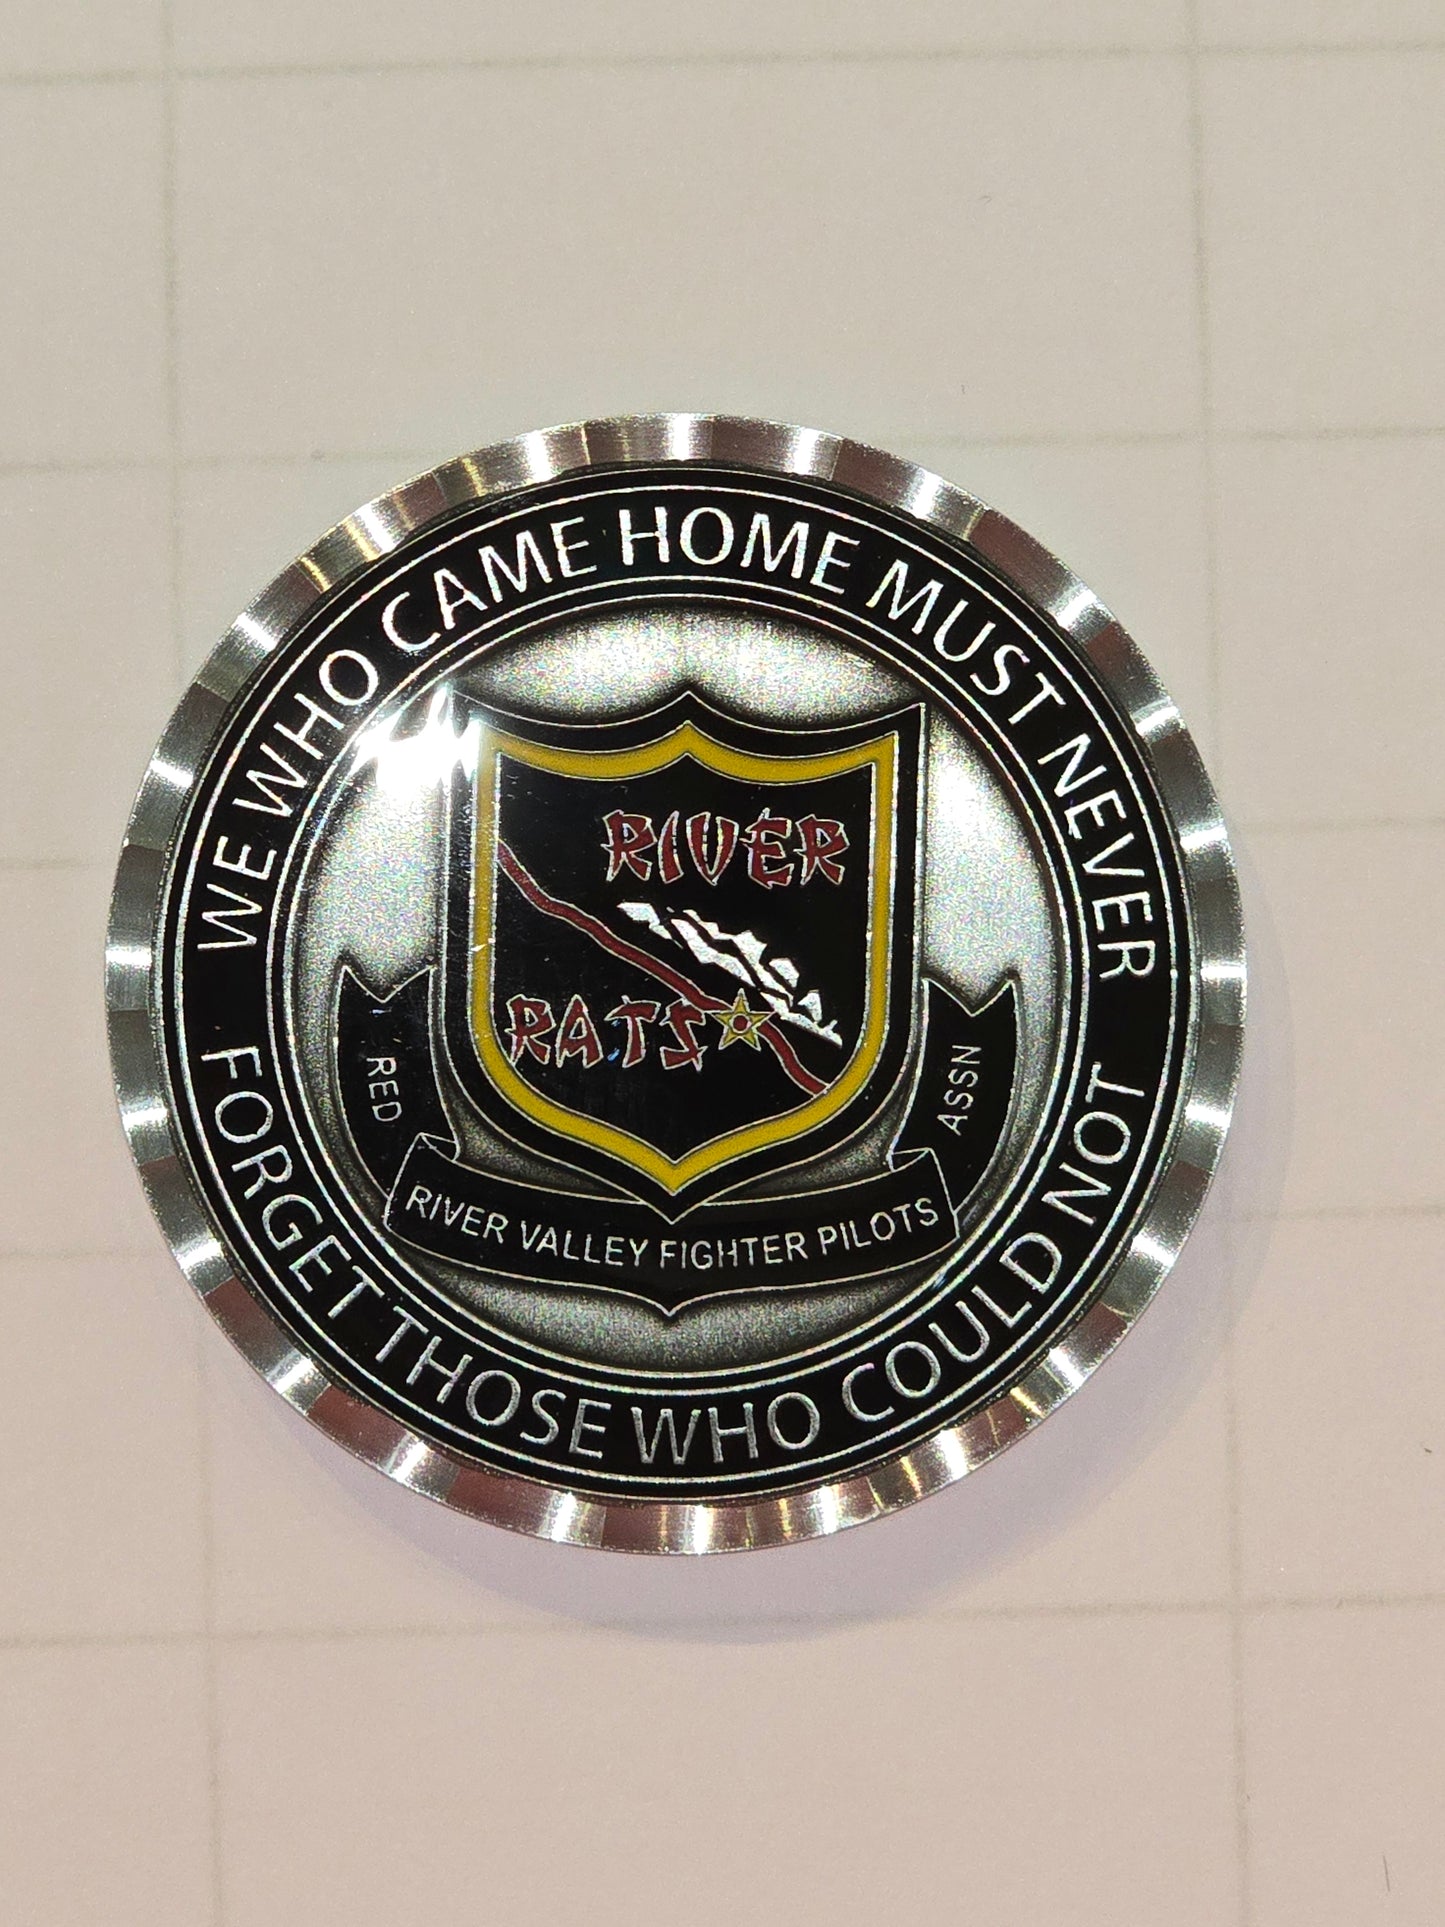 WE WHO CAME HOME MUST NEVER
FORGET THOSE WHO COULD NOT
RIVER
RATS
RED
RIVER VALLEY FIGHTER PILOTS
ASSN